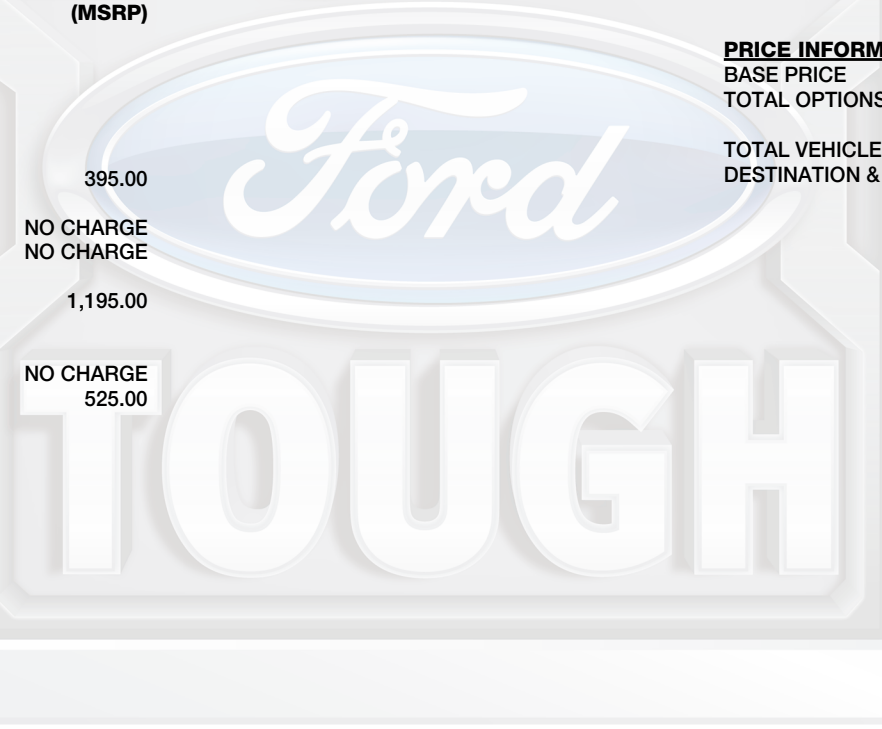 (MSRP)
395.00
NO CHARGE
NO CHARGE
1,195.00
NO CHARGE
525.00
PRICE INFORM
BASE PRICE
TOTAL OPTIONS
TOTAL VEHICLE
DESTINATION &
Ford
TOUGH